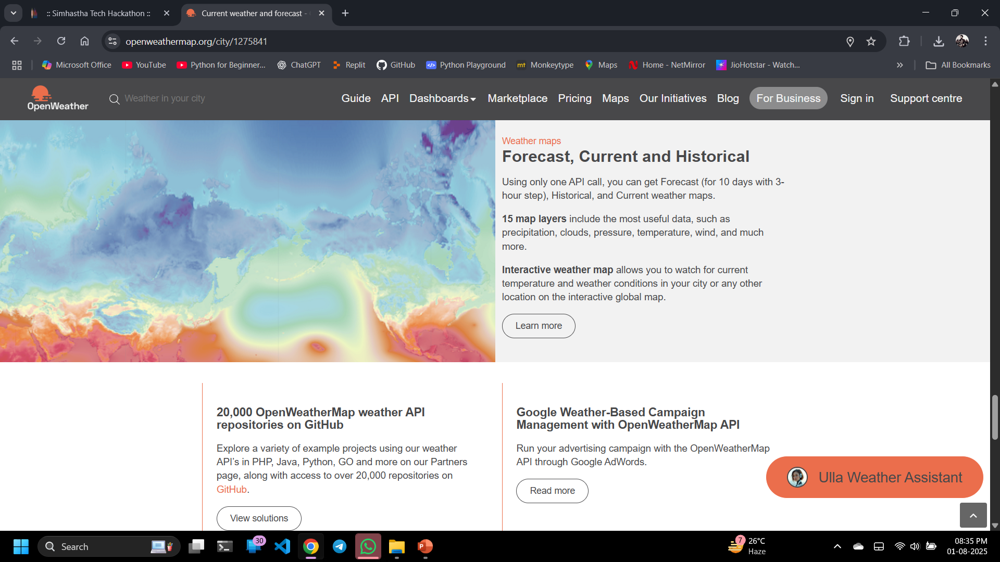 :: Simhastha Tech Hackathon ::
Current weather and forecast -
openweathermap.org/city/1275841
Microsoft Office
YouTube
Python for Beginner...
ChatGPT
Replit
GitHub
Python Playground
mt
Monkeytype
Maps
Home - NetMirror
JioHotstar - Watch...
All Bookmarks
OpenWeather
Weather in your city
Guide
API
Dashboards
Marketplace
Pricing
Maps
Our Initiatives
Blog
For Business
Sign in
Support centre
Weather maps
Forecast, Current and Historical
Using only one API call, you can get Forecast (for 10 days with 3-
hour step), Historical, and Current weather maps.
15 map layers include the most useful data, such as
precipitation, clouds, pressure, temperature, wind, and much
more.
Interactive weather map allows you to watch for current
temperature and weather conditions in your city or any other
location on the interactive global map.
Learn more
20,000 OpenWeatherMap weather API
repositories on GitHub
Explore a variety of example projects using our weather
API’s in PHP, Java, Python, GO and more on our Partners
page, along with access to over 20,000 repositories on
GitHub.
View solutions
Google Weather-Based Campaign
Management with OpenWeatherMap API
Run your advertising campaign with the OpenWeatherMap
API through Google AdWords.
Read more
Ulla Weather Assistant
Search
30
P
7
26°C
Haze
08:35 PM
01-08-2025